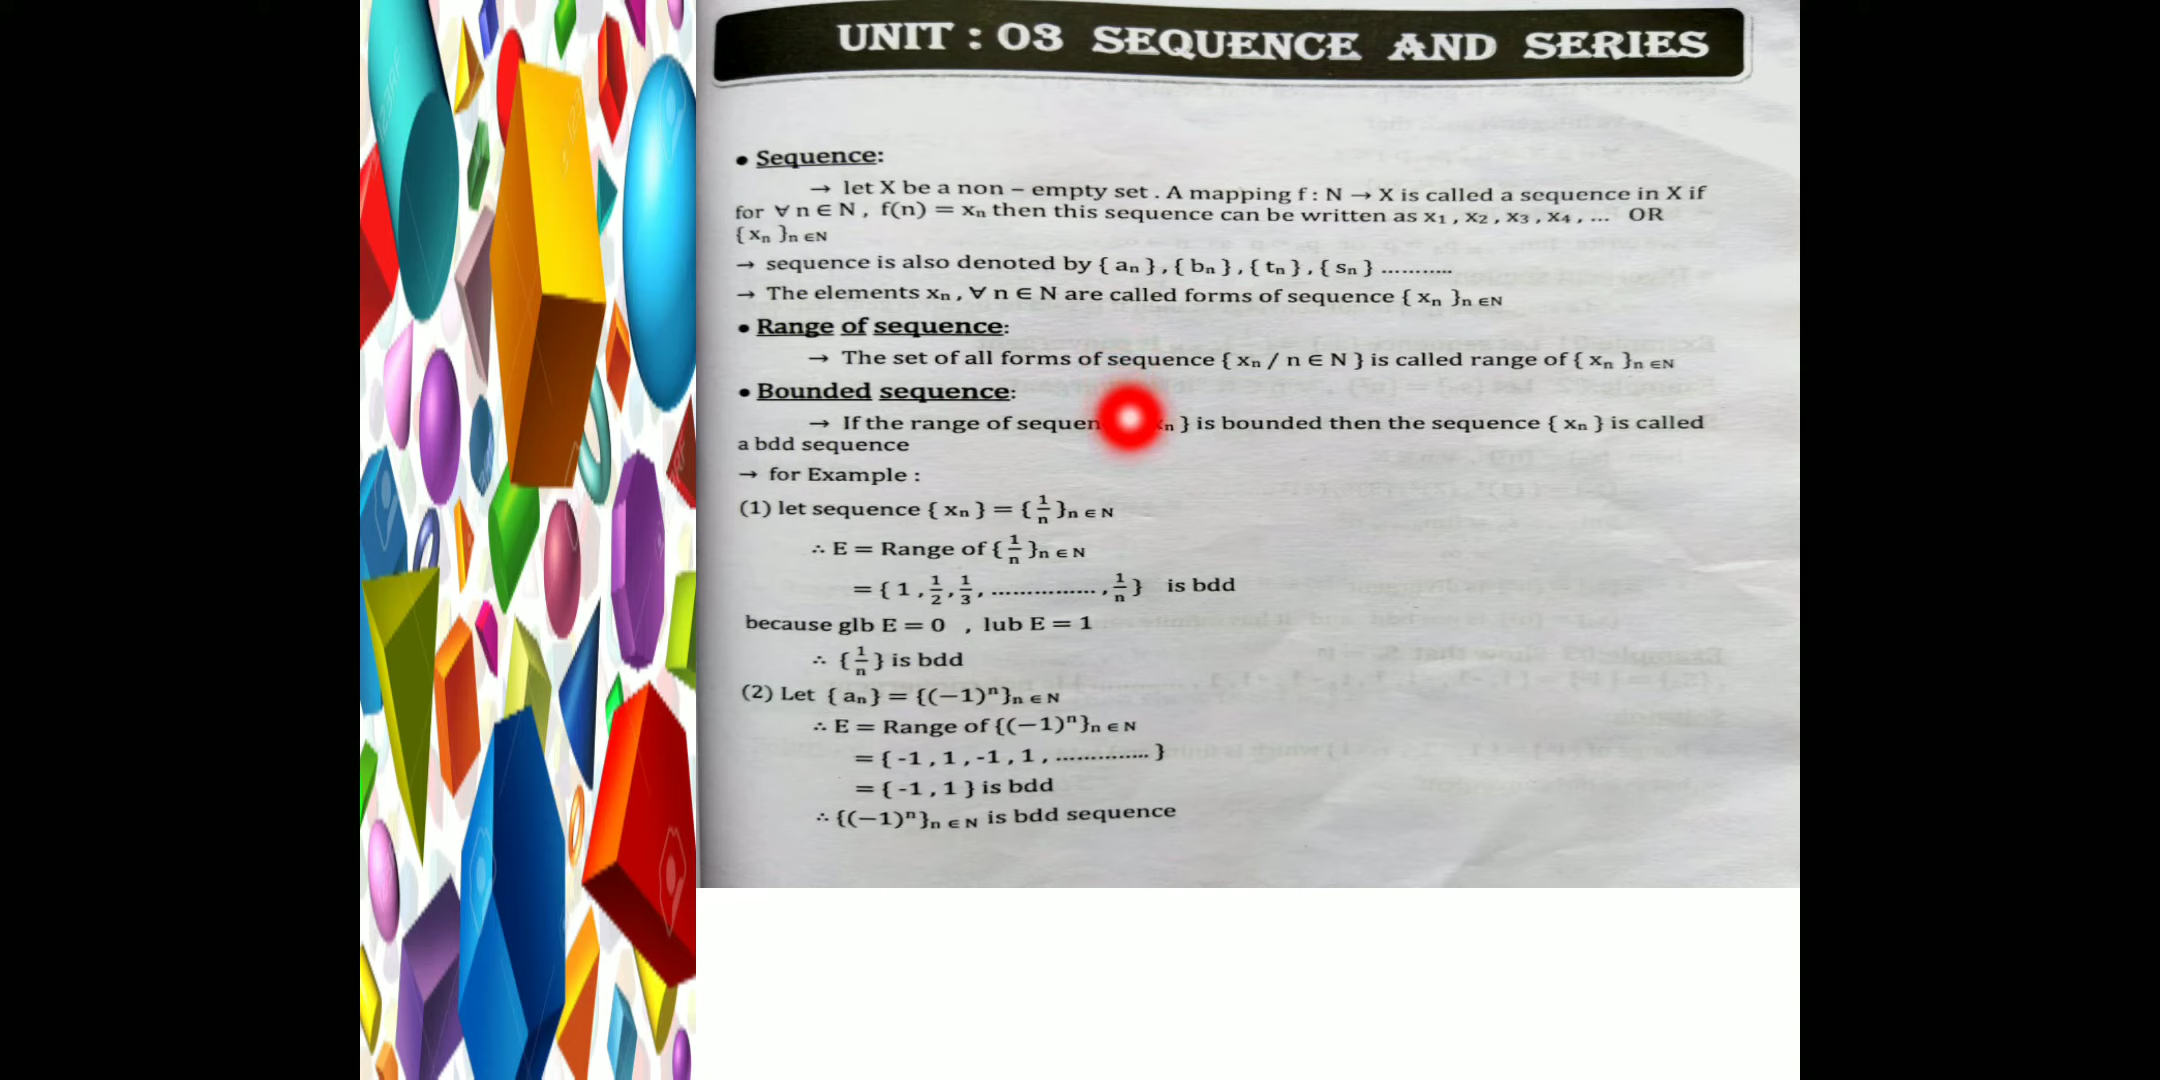 UNIT : 03 SEQUENCE AND SERIES
• Sequence:
→ let X be a non – empty set . A mapping f : N → X is called a sequence in X if
for ∀ n ∈ N , f(n) = xₙ then this sequence can be written as x₁ , x₂ , x₃ , x₄ , ... OR
{ xₙ }ₙ ∈N
→ sequence is also denoted by { aₙ } , { bₙ } , { tₙ } , { sₙ } ...........
→ The elements xₙ , ∀ n ∈ N are called forms of sequence { xₙ }ₙ ∈N
• Range of sequence:
→ The set of all forms of sequence { xₙ / n ∈ N } is called range of { xₙ }ₙ ∈N
• Bounded sequence:
→ If the range of sequen ₙ } is bounded then the sequence { xₙ } is called
a bdd sequence
→ for Example :
(1) let sequence { xₙ } = { 1/n }ₙ ∈ N
∴ E = Range of { 1/n }ₙ ∈ N
= { 1 , 1/2 , 1/3 , ............... , 1/n } is bdd
because glb E = 0 , lub E = 1
∴ { 1/n } is bdd
(2) Let { aₙ } = {(−1)ⁿ}ₙ ∈ N
∴ E = Range of {(−1)ⁿ}ₙ ∈ N
= { -1 , 1 , -1 , 1 , .............. }
= { -1 , 1 } is bdd
∴ {(−1)ⁿ}ₙ ∈ N is bdd sequence